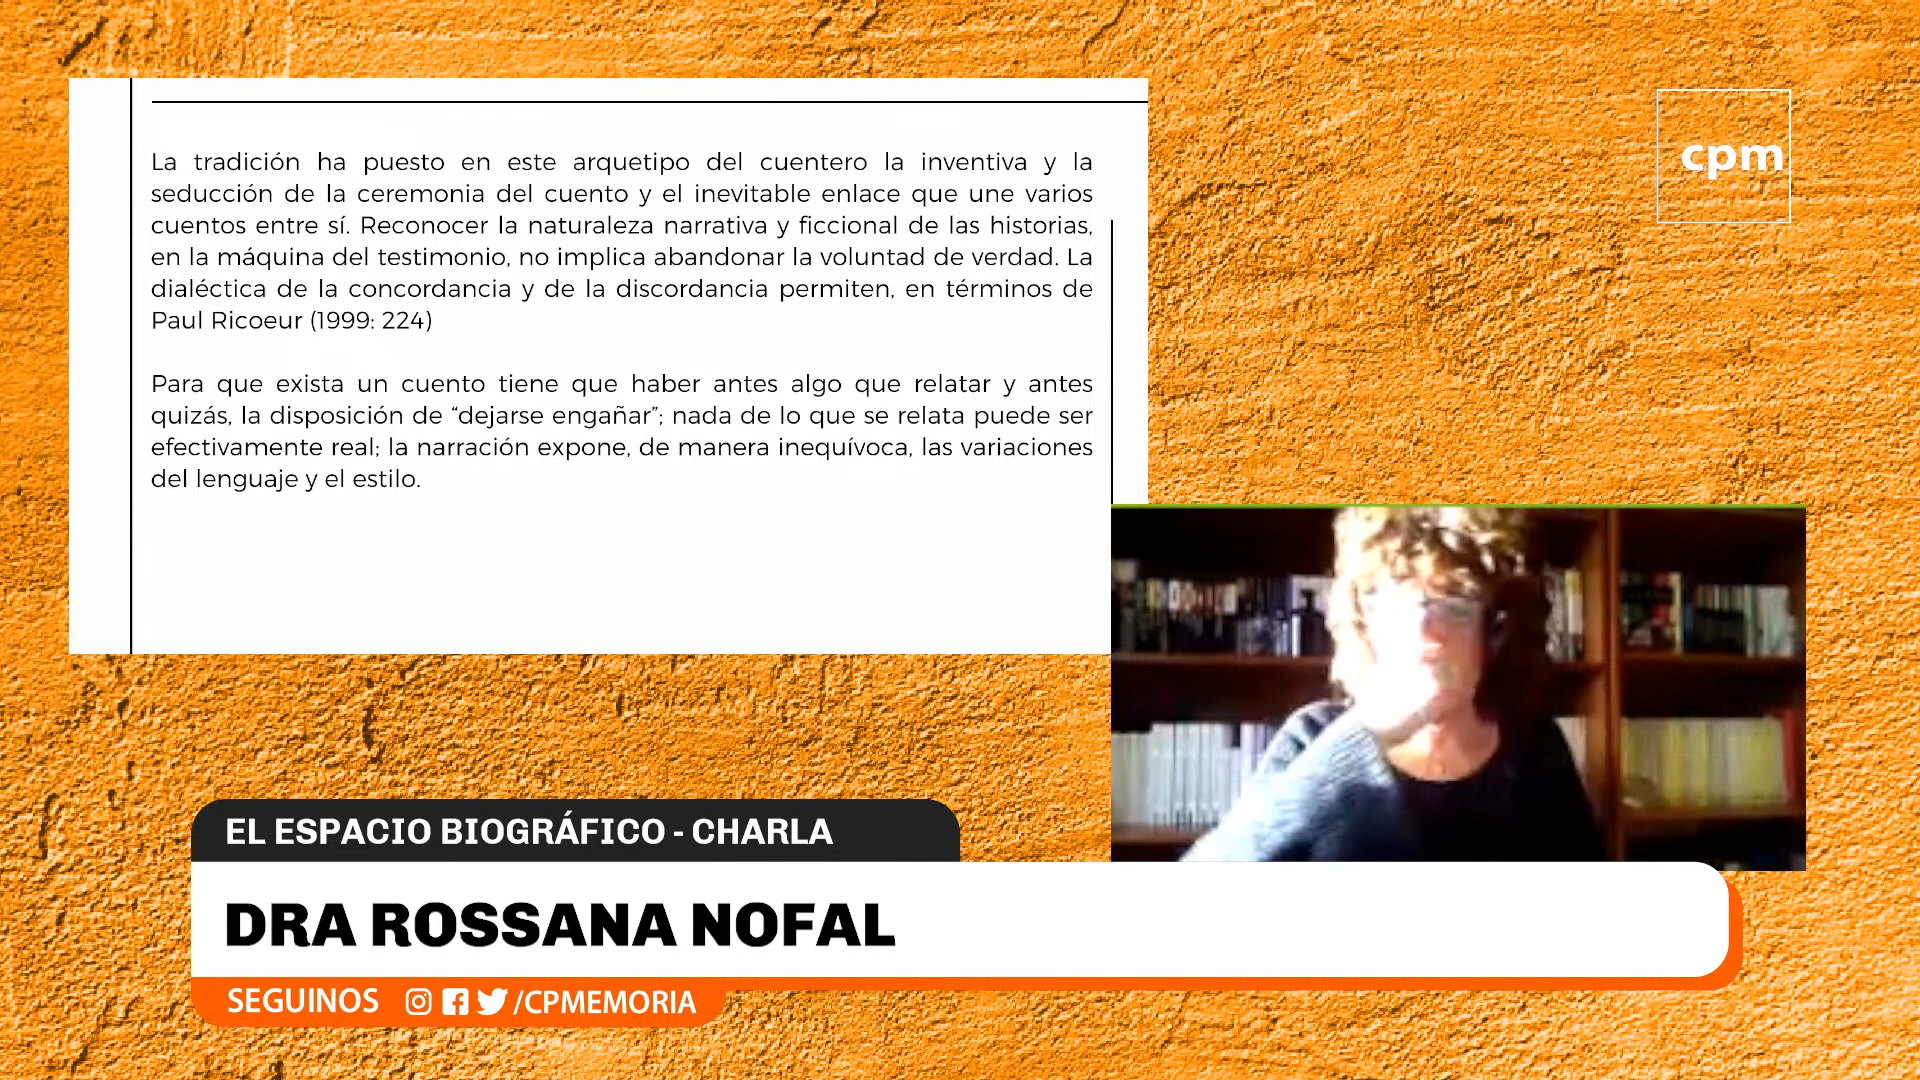 La tradición ha puesto en este arquetipo del cuentero la inventiva y la
seducción de la ceremonia del cuento y el inevitable enlace que une varios
cuentos entre sí. Reconocer la naturaleza narrativa y ficcional de las historias,
en la máquina del testimonio, no implica abandonar la voluntad de verdad. La
dialéctica de la concordancia y de la discordancia permiten, en términos de
Paul Ricoeur (1999: 224)
Para que exista un cuento tiene que haber antes algo que relatar y antes
quizás, la disposición de “dejarse engañar”; nada de lo que se relata puede ser
efectivamente real; la narración expone, de manera inequívoca, las variaciones
del lenguaje y el estilo.
cpm
EL ESPACIO BIOGRÁFICO - CHARLA
DRA ROSSANA NOFAL
SEGUINOS /CPMEMORIA